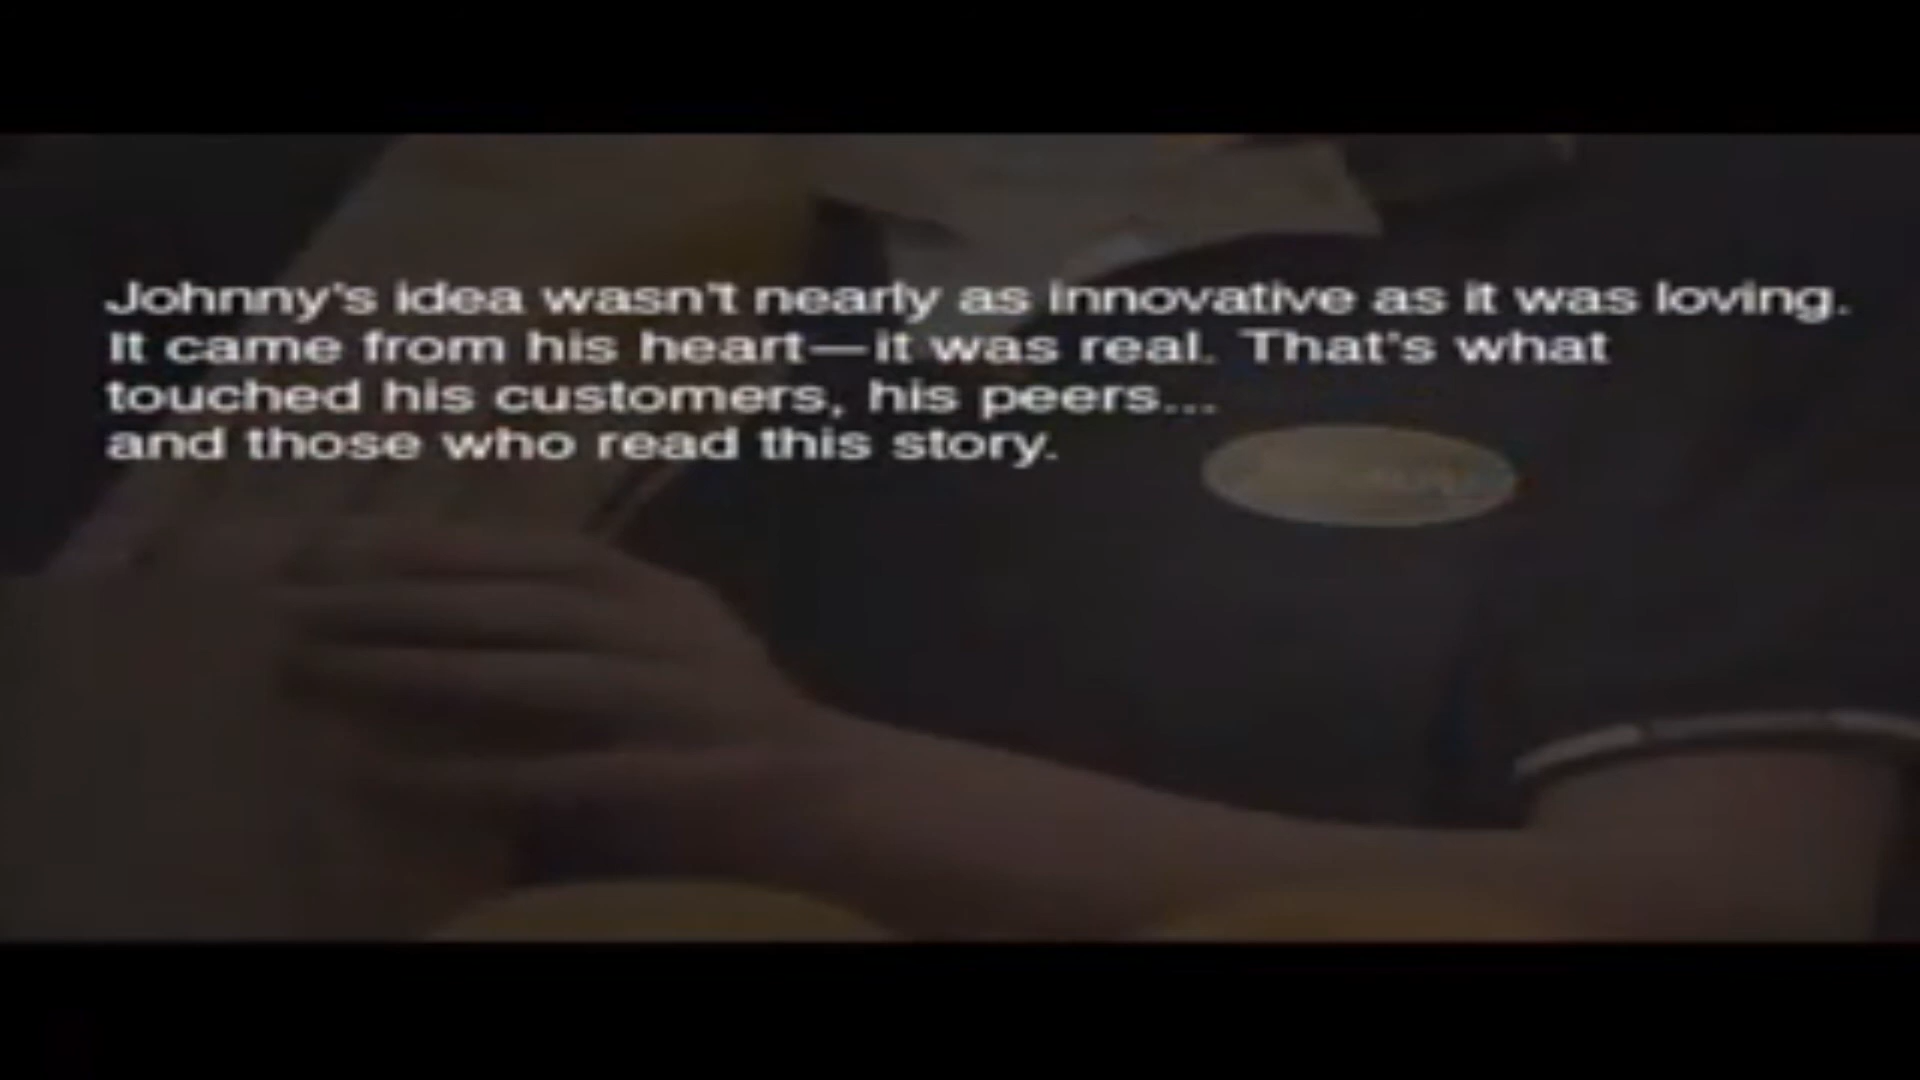 Johnny's idea wasn't nearly as innovative as it was loving.
It came from his heart—it was real. That's what
touched his customers, his peers...
and those who read this story.